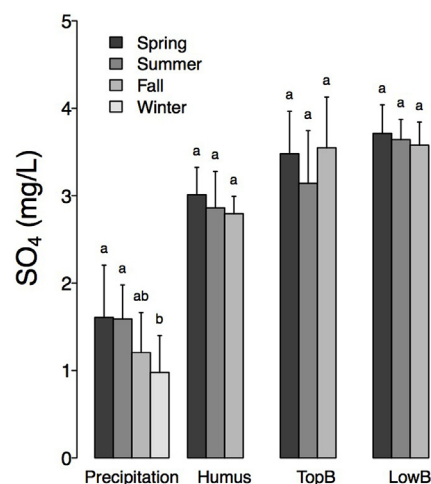 5
Spring
Summer
Fall
Winter
4
3
2
1
0
SO4 (mg/L)
a
a
ab
b
a
a
a
a
a
a
a
a
a
Precipitation Humus TopB LowB